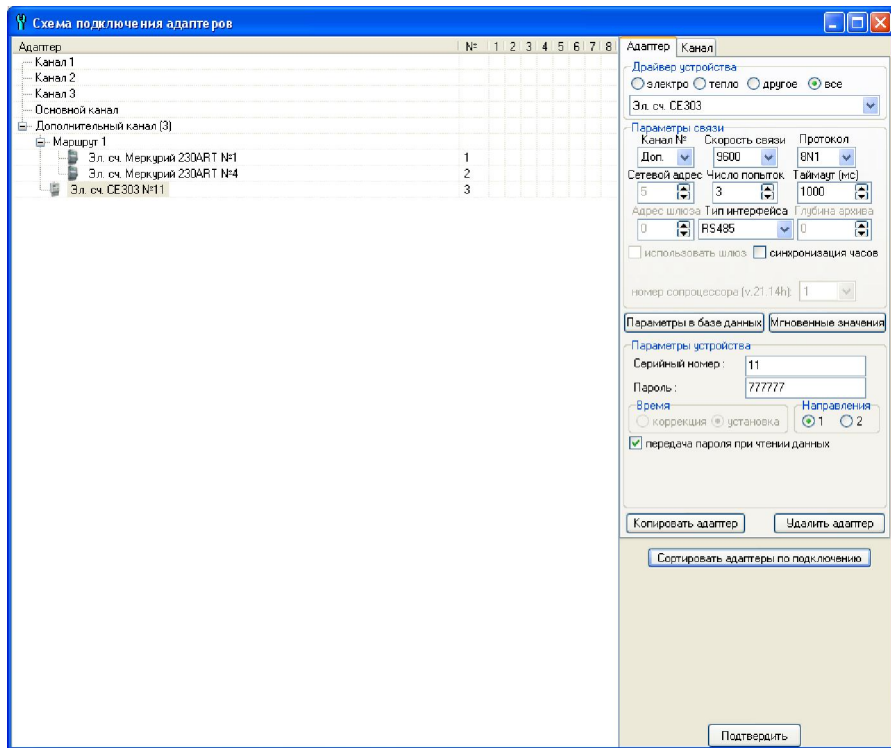 Схема подключения адаптеров
Адаптер № 1 2 3 4 5 6 7 8
Канал 1
Канал 2
Канал 3
Основной канал
Дополнительный канал (3)
Маршрут 1
Эл. сч. Меркурий 230ART №1 1
Эл. сч. Меркурий 230ART №4 2
Эл. сч. CE303 №11 3
Адаптер Канал
Драйвер устройства
электро тепло другое все
Эл. сч. CE303
Параметры связи
Канал № Скорость связи Протокол
Доп. 9600 8N1
Сетевой адрес Число попыток Таймаут (мс)
5 3 1000
Адрес шлюза Тип интерфейса Глубина архива
0 RS485 0
использовать шлюз синхронизация часов
номер сопроцессора (v.21.14h): 1
Параметры в базе данных Мгновенные значения
Параметры устройства
Серийный номер : 11
Пароль : 777777
Время Направления
коррекция установка 1 2
передача пароля при чтении данных
Копировать адаптер Удалить адаптер
Сортировать адаптеры по подключению
Подтвердить